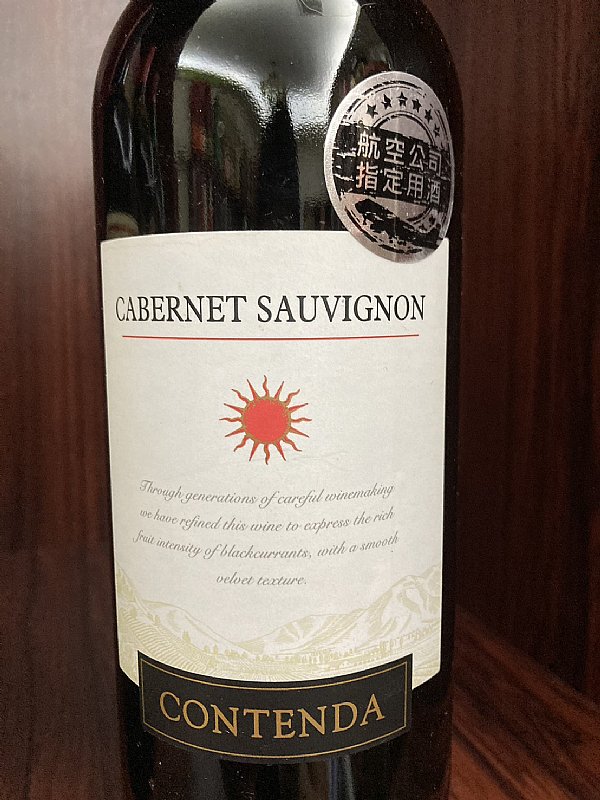 航空公司
指定用酒
CABERNET SAUVIGNON
Through generations of careful winemaking
we have refined this wine to express the rich
fruit intensity of blackcurrants, with a smooth
velvet texture.
CONTENDA